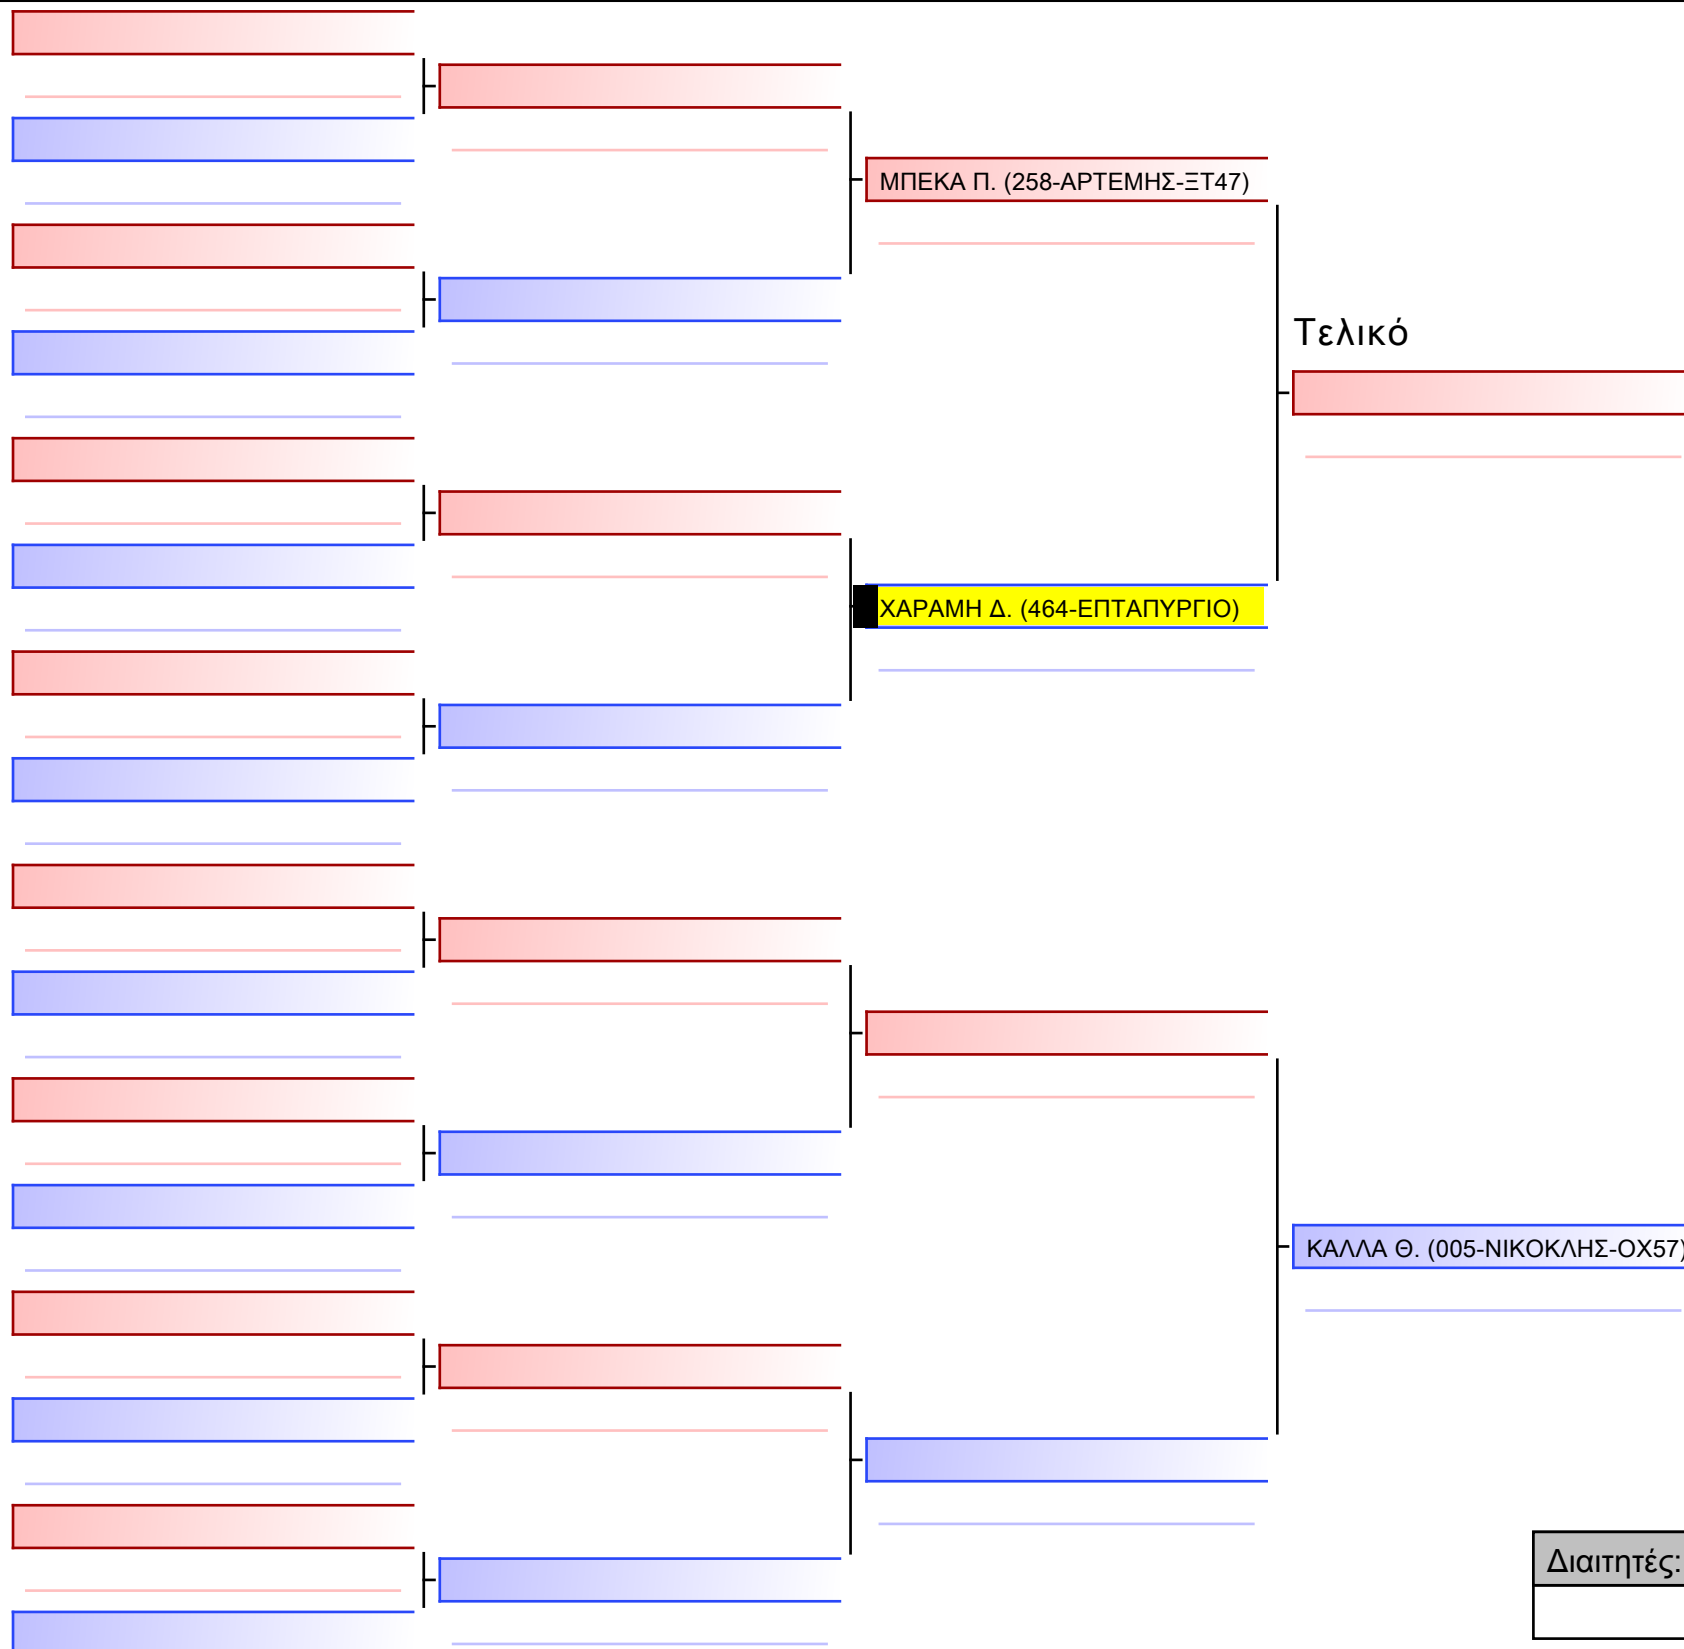 ΜΠΕΚΑ Π. (258-ΑΡΤΕΜΗΣ-ΞΤ47)
Τελικό
ΧΑΡΑΜΗ Δ. (464-ΕΠΤΑΠΥΡΓΙΟ)
ΚΑΛΛΑ Θ. (005-ΝΙΚΟΚΛΗΣ-ΟΧ57)
Διαιτητές: